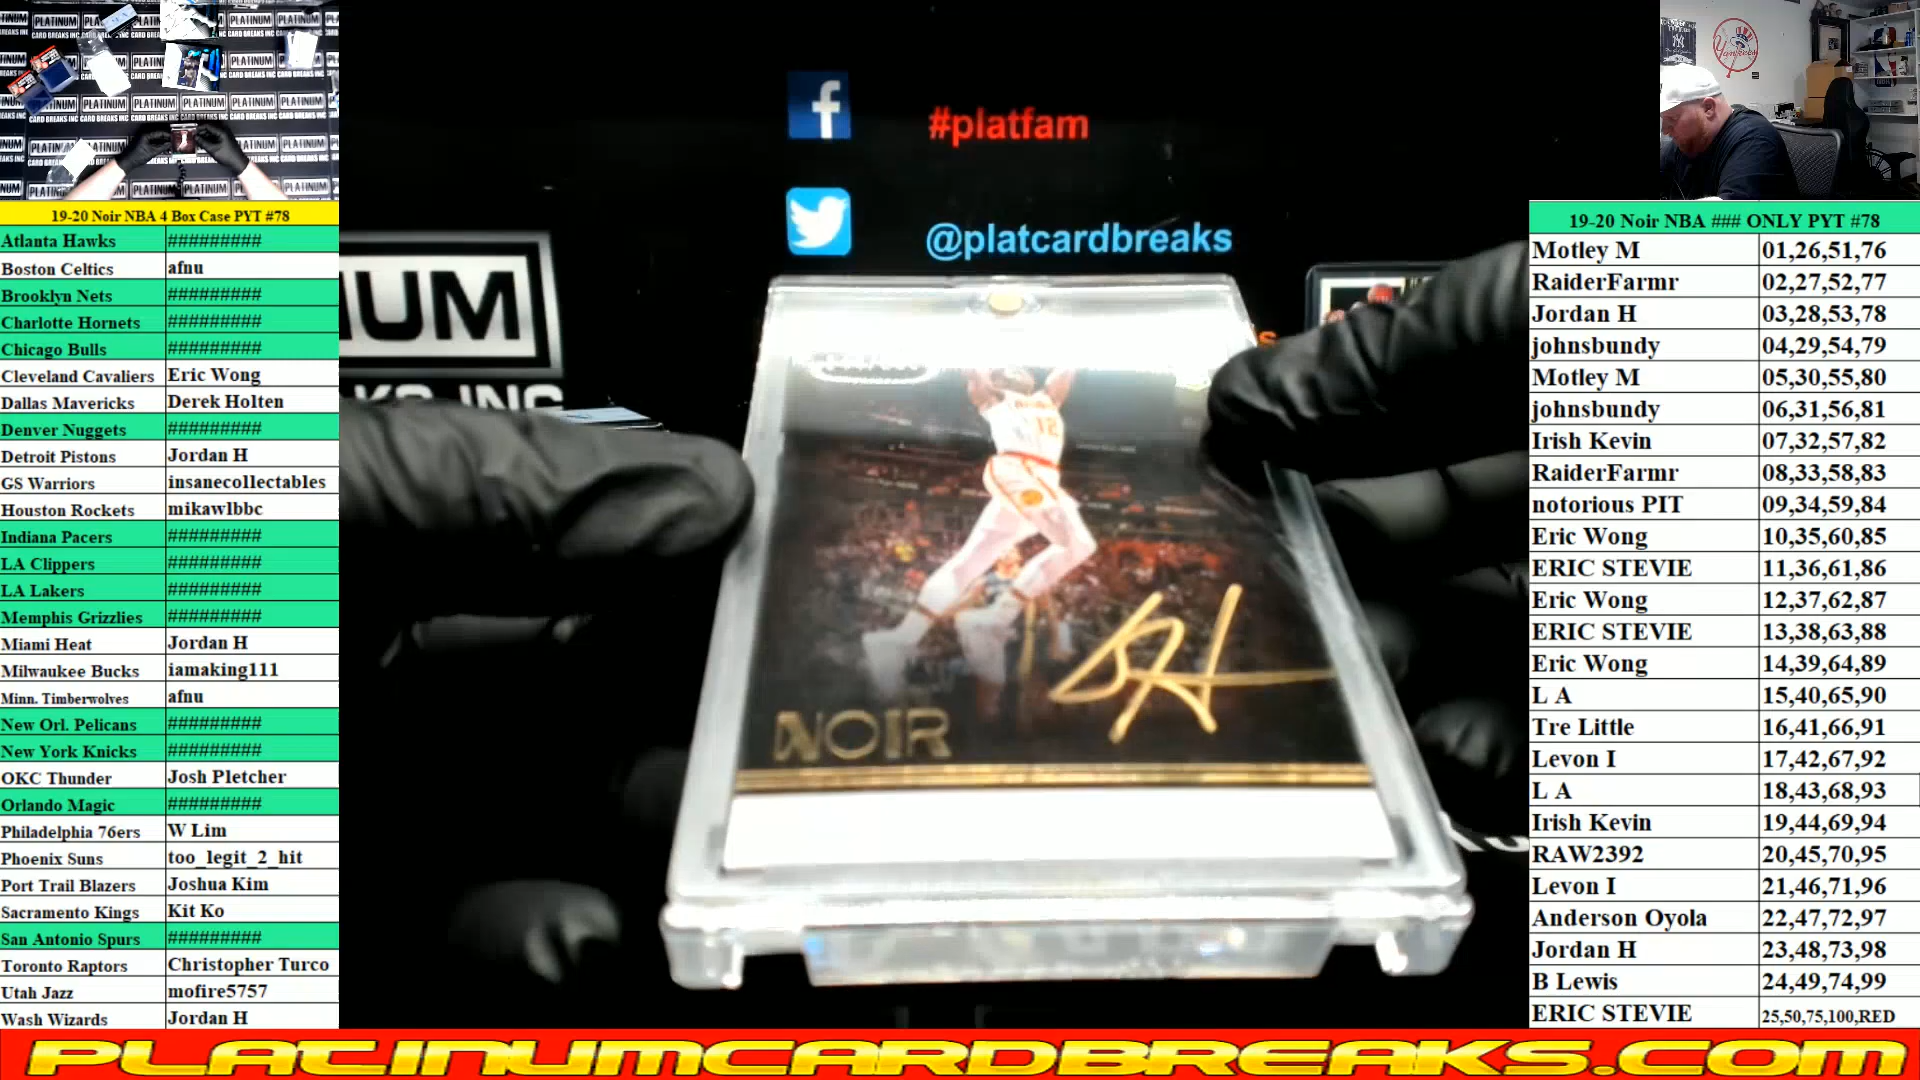 19-20 Noir NBA 4 Box Case PYT #78
Atlanta Hawks #########
Boston Celtics afnu
Brooklyn Nets #########
Charlotte Hornets #########
Chicago Bulls #########
Cleveland Cavaliers Eric Wong
Dallas Mavericks Derek Holten
Denver Nuggets #########
Detroit Pistons Jordan H
GS Warriors insanecollectables
Houston Rockets mikawlbbc
Indiana Pacers #########
LA Clippers #########
LA Lakers #########
Memphis Grizzlies #########
Miami Heat Jordan H
Milwaukee Bucks iamaking111
Minn. Timberwolves afnu
New Orl. Pelicans #########
New York Knicks #########
OKC Thunder Josh Pletcher
Orlando Magic #########
Philadelphia 76ers W Lim
Phoenix Suns too_legit_2_hit
Port Trail Blazers Joshua Kim
Sacramento Kings Kit Ko
San Antonio Spurs #########
Toronto Raptors Christopher Turco
Utah Jazz mofire5757
Wash Wizards Jordan H
#platfam
@platcardbreaks
12
NOIR
19-20 Noir NBA ### ONLY PYT #78
Motley M 01,26,51,76
RaiderFarmr 02,27,52,77
Jordan H 03,28,53,78
johnsbundy 04,29,54,79
Motley M 05,30,55,80
johnsbundy 06,31,56,81
Irish Kevin 07,32,57,82
RaiderFarmr 08,33,58,83
notorious PIT 09,34,59,84
Eric Wong 10,35,60,85
ERIC STEVIE 11,36,61,86
Eric Wong 12,37,62,87
ERIC STEVIE 13,38,63,88
Eric Wong 14,39,64,89
L A 15,40,65,90
Tre Little 16,41,66,91
Levon I 17,42,67,92
L A 18,43,68,93
Irish Kevin 19,44,69,94
RAW2392 20,45,70,95
Levon I 21,46,71,96
Anderson Oyola 22,47,72,97
Jordan H 23,48,73,98
B Lewis 24,49,74,99
ERIC STEVIE 25,50,75,100,RED
PLATINUMCARDBREAKS.COM